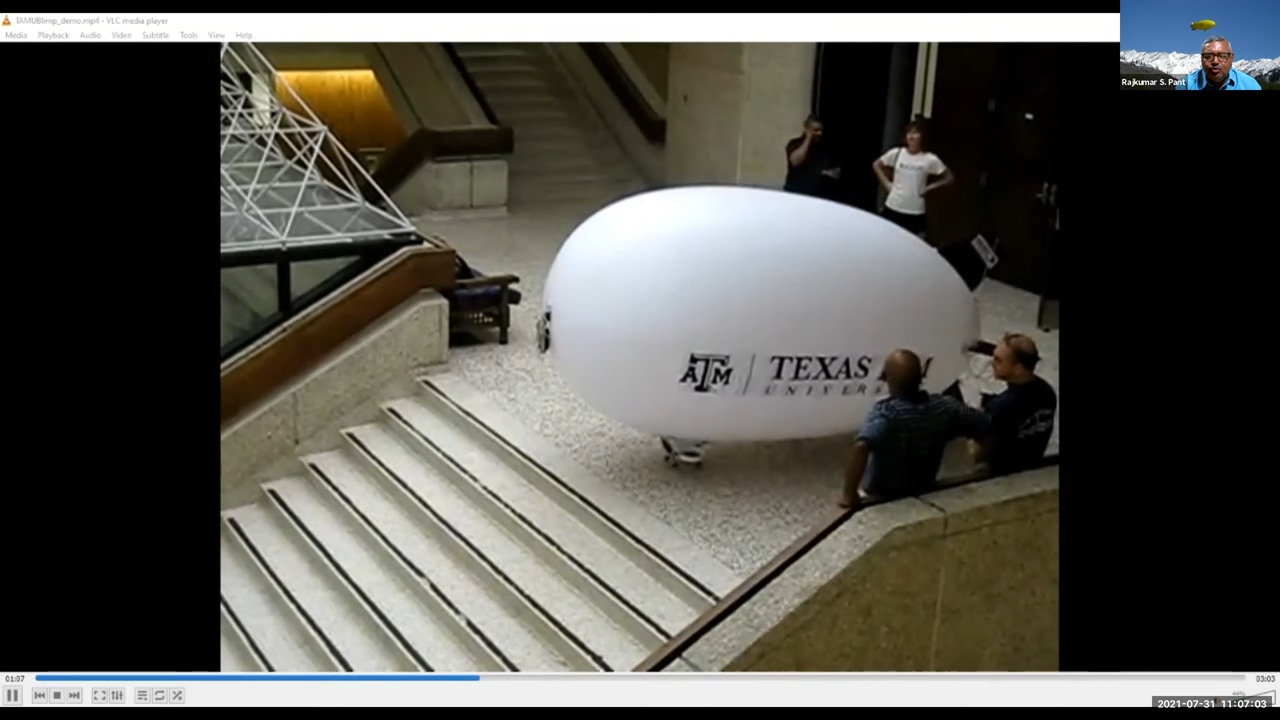 TAMUBlimp_demo.mp4 - VLC media player
Media Playback Audio Video Subtitle Tools View Help
Rajkumar S. Pant
ATM TEXAS M
UNIVERS
01:07
03:03
2021-07-31 11:07:03